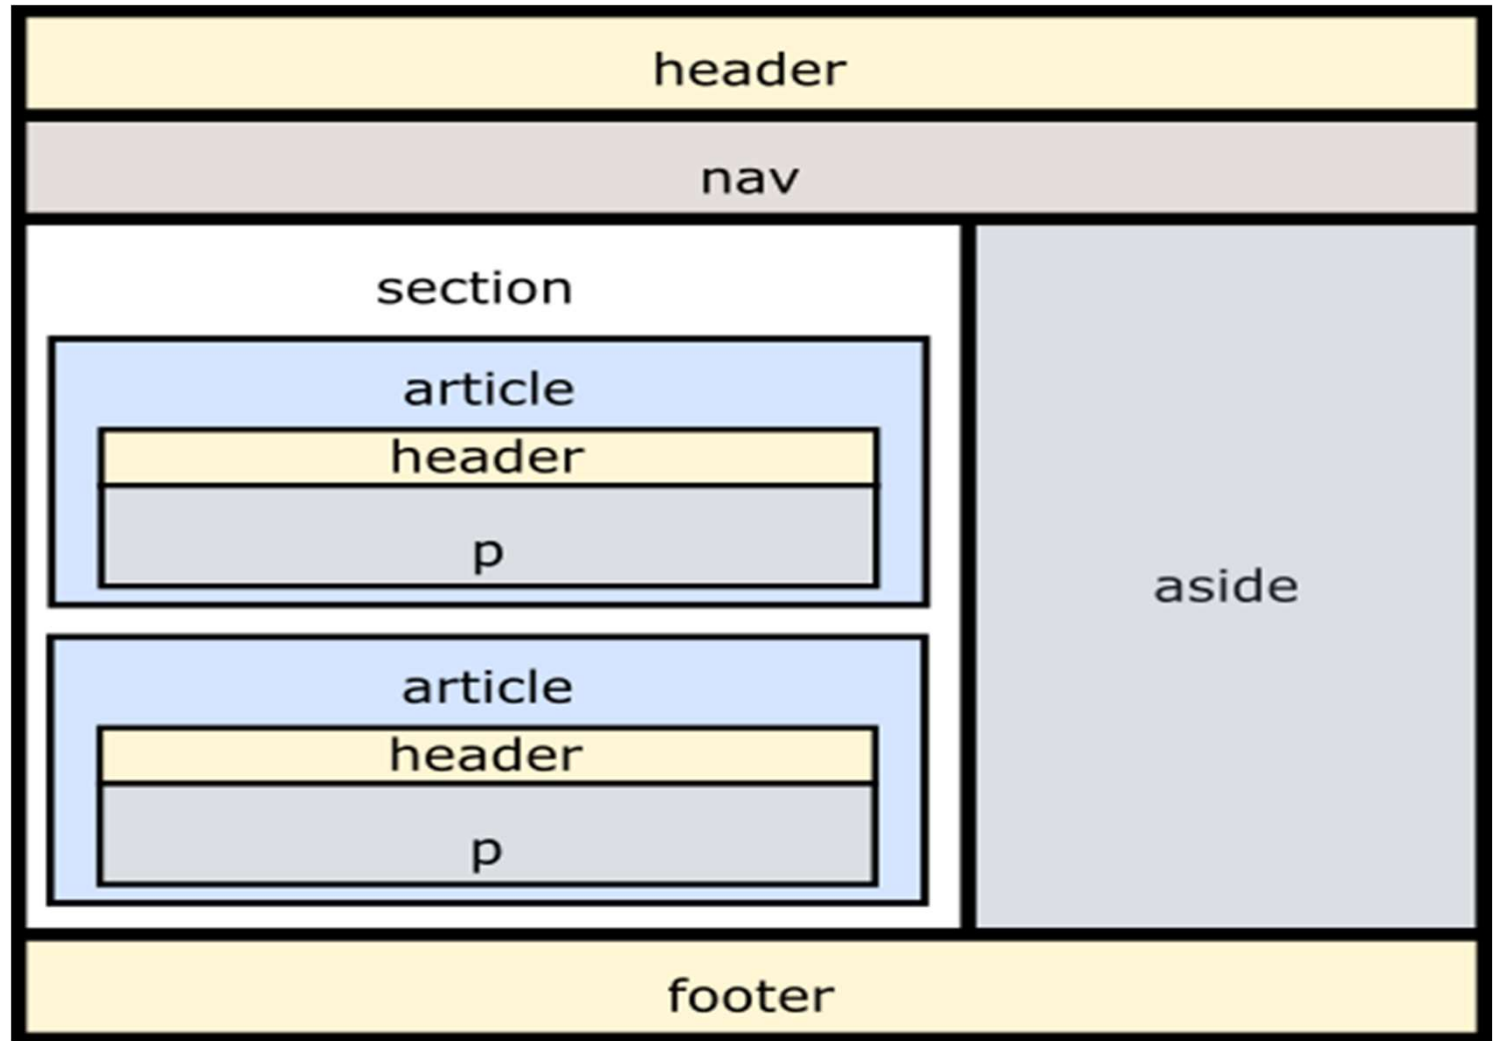 header
nav
section
article
header
p
article
header
p
aside
footer